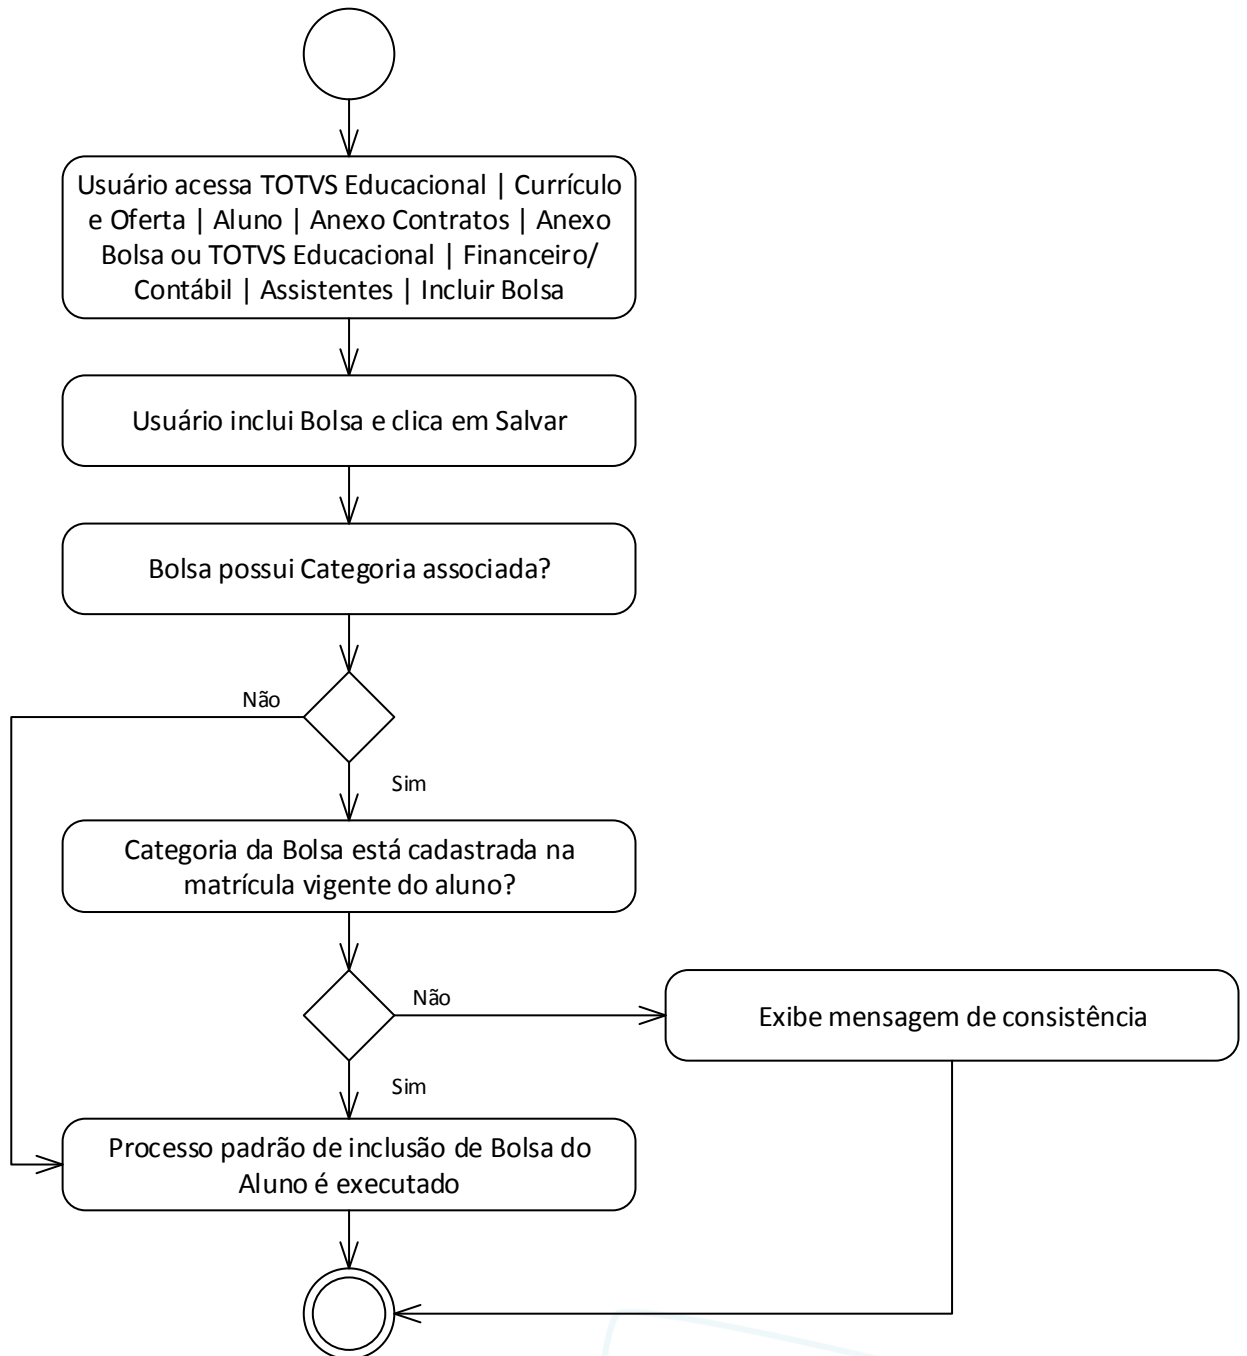 Usuário acessa TOTVS Educacional | Currículo
e Oferta | Aluno | Anexo Contratos | Anexo
Bolsa ou TOTVS Educacional | Financeiro/
Contábil | Assistentes | Incluir Bolsa
Usuário inclui Bolsa e clica em Salvar
Bolsa possui Categoria associada?
Não
Sim
Categoria da Bolsa está cadastrada na
matrícula vigente do aluno?
Não
Exibe mensagem de consistência
Sim
Processo padrão de inclusão de Bolsa do
Aluno é executado